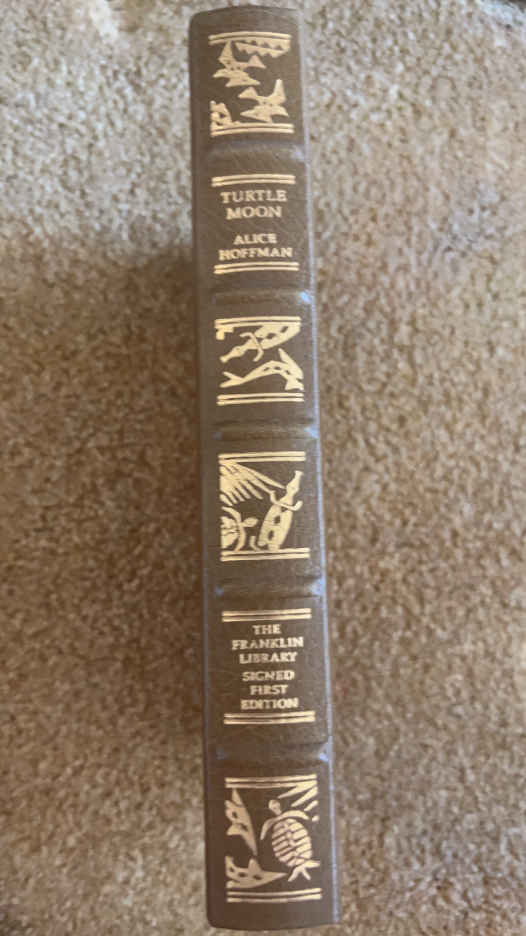 TURTLE
MOON
ALICE
HOFFMAN
THE
FRANKLIN
LIBRARY
SIGNED
FIRST
EDITION